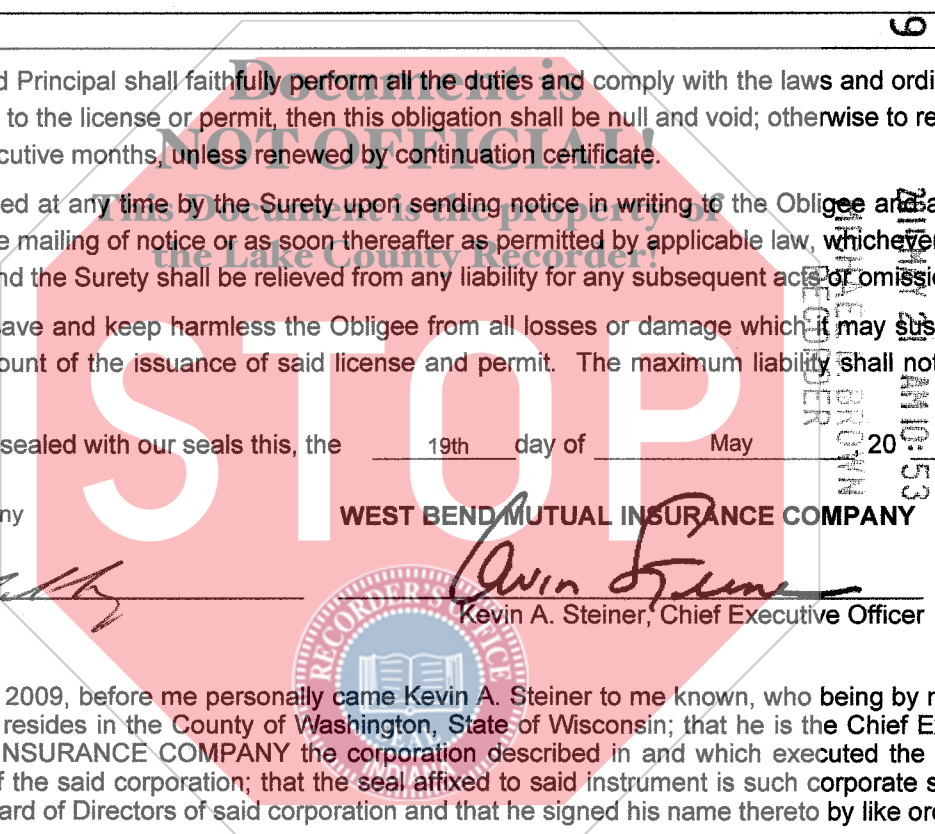 9
d Principal shall faithfully perform all the duties and comply with the laws and ordi
to the license or permit, then this obligation shall be null and void; otherwise to re
cutive months, unless renewed by continuation certificate.
Document is
NOT OFFICIAL!
This Document is the property of
the Lake County Recorder!
ed at any time by the Surety upon sending notice in writing to the Obligee and a
e mailing of notice or as soon thereafter as permitted by applicable law, whichever
nd the Surety shall be relieved from any liability for any subsequent acts or omissio
ave and keep harmless the Obligee from all losses or damage which it may sus
ount of the issuance of said license and permit. The maximum liability shall not
STOP
AM 10:53
BROWN
RECORDER
sealed with our seals this, the 19th day of May , 20
ny
WEST BEND MUTUAL INSURANCE COMPANY
Kevin A. Steiner, Chief Executive Officer
RECORDER'S OFFICE
INDIANA
2009, before me personally came Kevin A. Steiner to me known, who being by m
resides in the County of Washington, State of Wisconsin; that he is the Chief Ex
INSURANCE COMPANY the corporation described in and which executed the
f the said corporation; that the seal affixed to said instrument is such corporate s
ard of Directors of said corporation and that he signed his name thereto by like ord